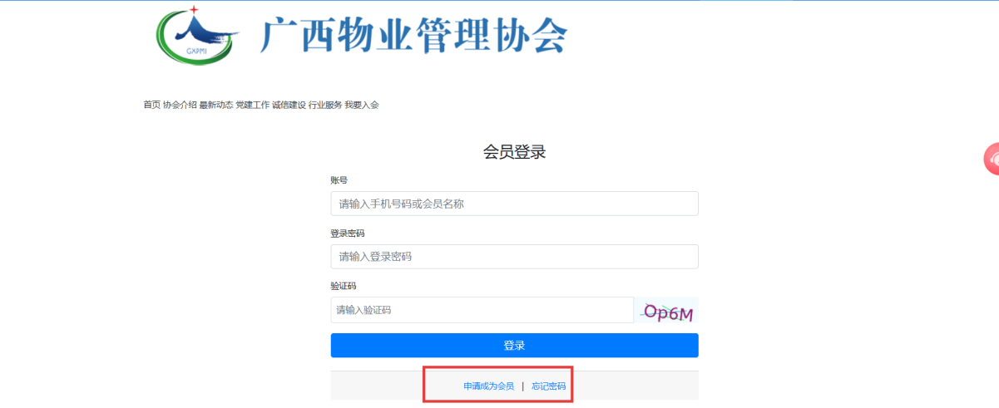 GXPMI
广西物业管理协会
首页 协会介绍 最新动态 党建工作 诚信建设 行业服务 我要入会
会员登录
账号
请输入手机号码或会员名称
登录密码
请输入登录密码
验证码
请输入验证码
Op6M
登录
申请成为会员 | 忘记密码